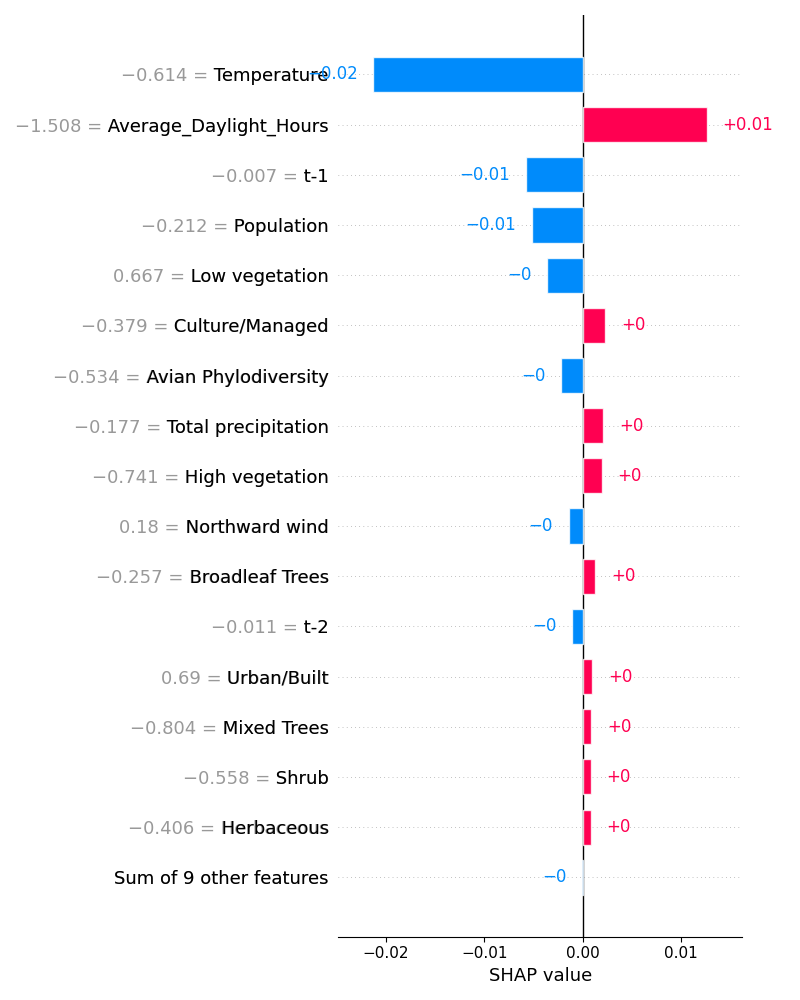 −0.614 = Temperature −0.02
−1.508 = Average_Daylight_Hours +0.01
−0.007 = t-1 −0.01
−0.212 = Population −0.01
0.667 = Low vegetation −0
−0.379 = Culture/Managed +0
−0.534 = Avian Phylodiversity −0
−0.177 = Total precipitation +0
−0.741 = High vegetation +0
0.18 = Northward wind −0
−0.257 = Broadleaf Trees +0
−0.011 = t-2 −0
0.69 = Urban/Built +0
−0.804 = Mixed Trees +0
−0.558 = Shrub +0
−0.406 = Herbaceous +0
Sum of 9 other features −0
−0.02 −0.01 0.00 0.01
SHAP value